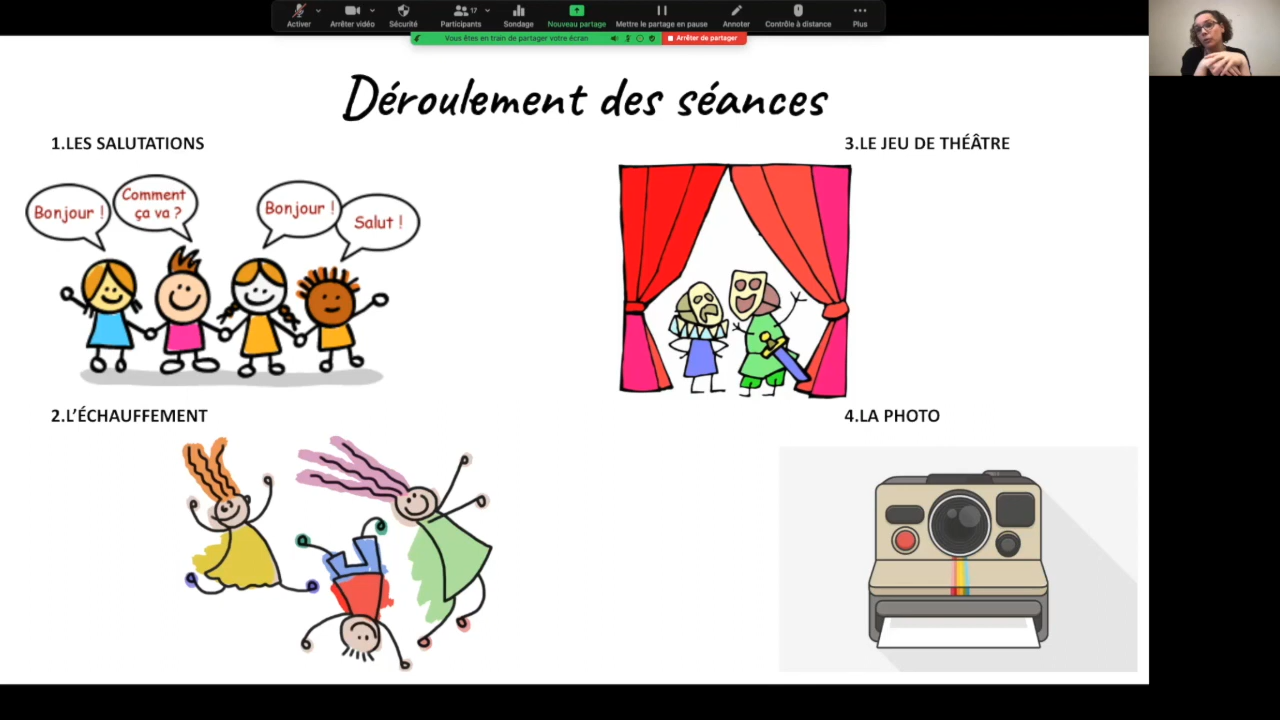 17
Activer
Arrêter vidéo
Sécurité
Participants
Sondage
Nouveau partage
Mettre le partage en pause
Annoter
Contrôle à distance
Plus
Vous êtes en train de partager votre écran
Arrêter de partager
Déroulement des séances
1.LES SALUTATIONS
Bonjour !
Comment
ça va ?
Bonjour !
Salut !
2.L’ÉCHAUFFEMENT
3.LE JEU DE THÉÂTRE
4.LA PHOTO